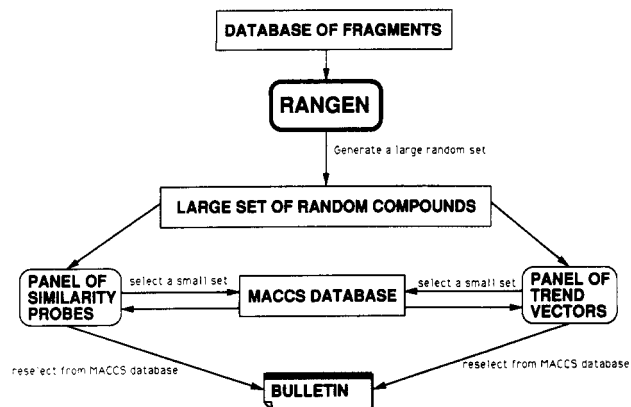 DATABASE OF FRAGMENTS
RANGEN
Generate a large random set
LARGE SET OF RANDOM COMPOUNDS
PANEL OF
SIMILARITY
PROBES
select a small set
MACCS DATABASE
select a small set
PANEL OF
TREND
VECTORS
reselect from MACCS database
reselect from MACCS database
BULLETIN